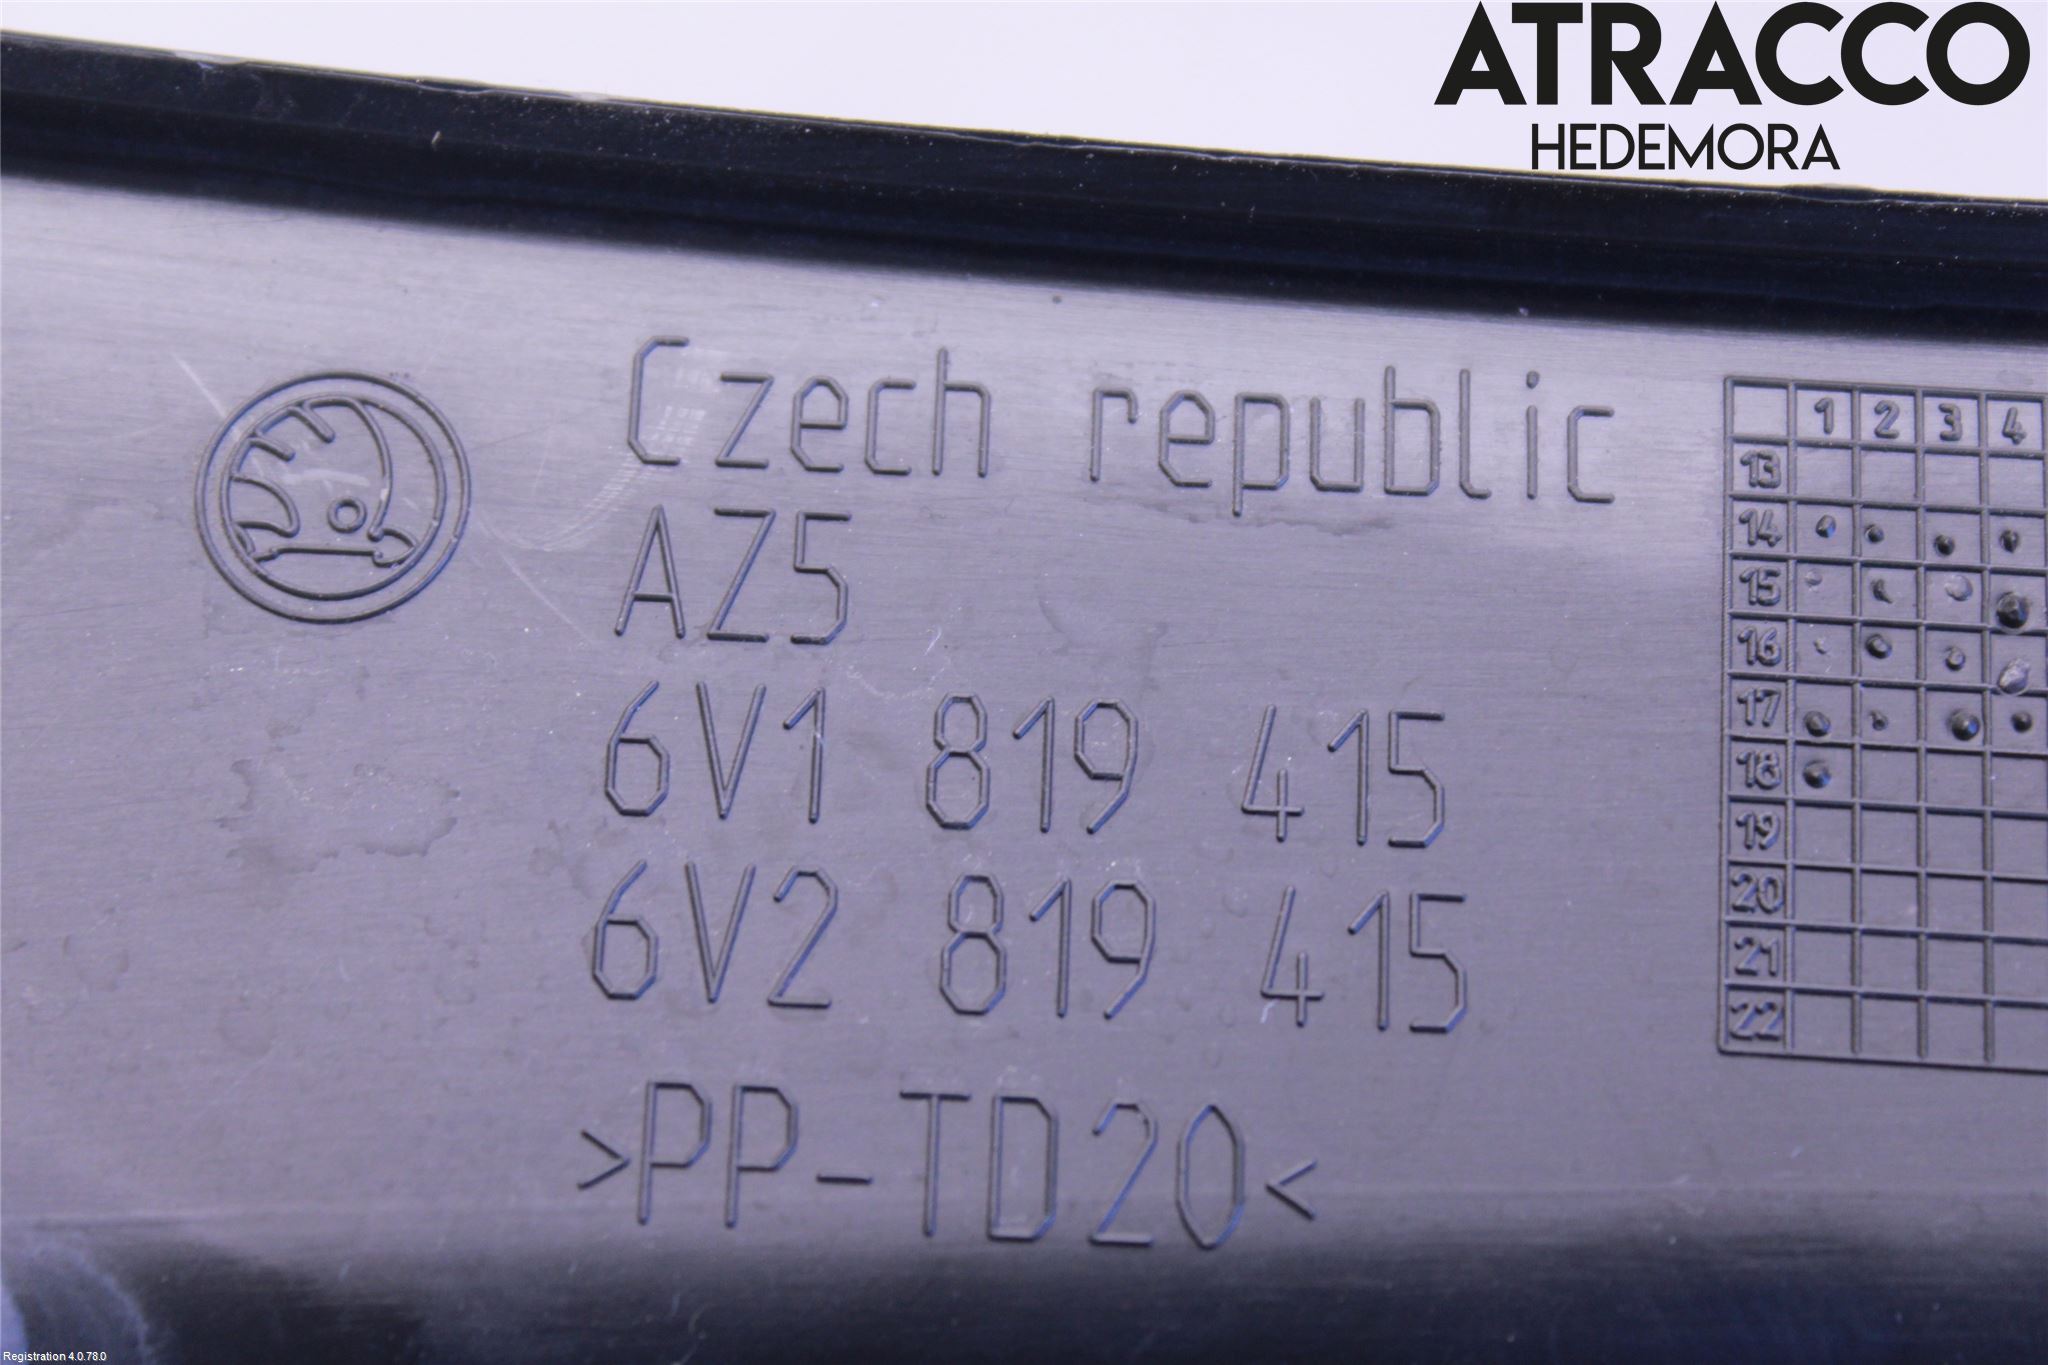 ATRACCO
HEDEMORA
Czech republic
AZ5
6V1 819 415
6V2 819 415
>PP-TD20<
1 2 3 4
13
14
15
16
17
18
19
20
21
22
Registration 4.0.78.0